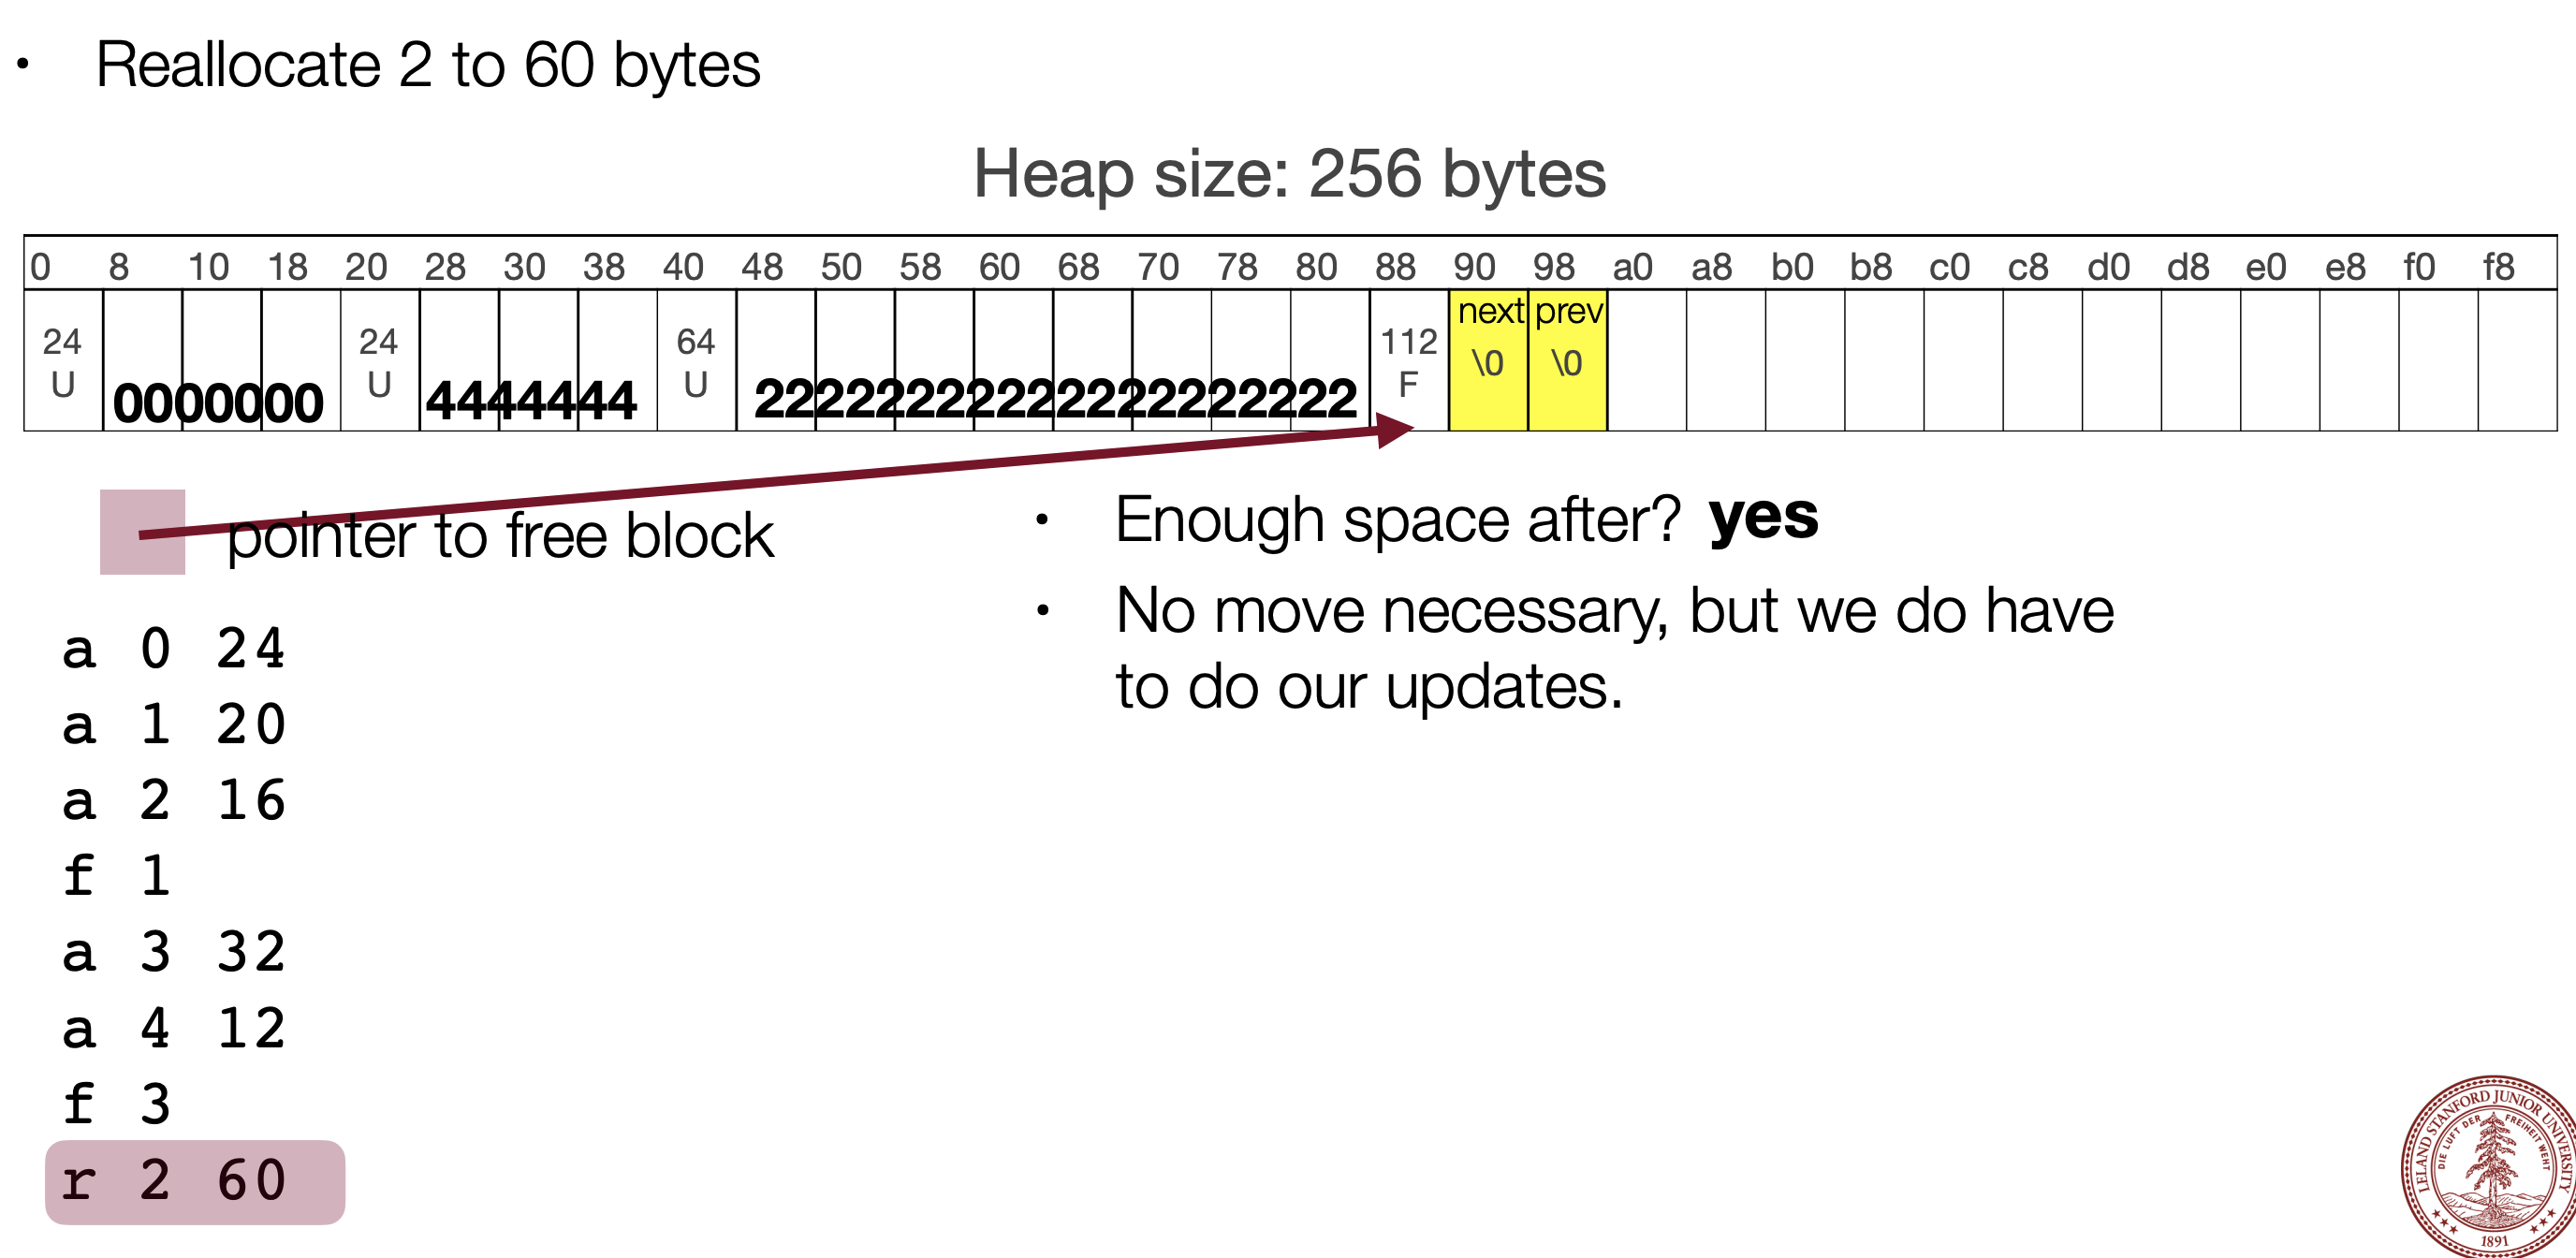 • Reallocate 2 to 60 bytes
Heap size: 256 bytes
0 8 10 18 20 28 30 38 40 48 50 58 60 68 70 78 80 88 90 98 a0 a8 b0 b8 c0 c8 d0 d8 e0 e8 f0 f8
24 U 0000000 24 U 4444444 64 U 22222222222222222222 112 F next \0 prev \0
pointer to free block
• Enough space after? yes
• No move necessary, but we do have
to do our updates.
a 0 24
a 1 20
a 2 16
f 1
a 3 32
a 4 12
f 3
r 2 60
LELAND STANFORD JUNIOR UNIVERSITY
DIE LUFT DER FREIHEIT WEHT
1891